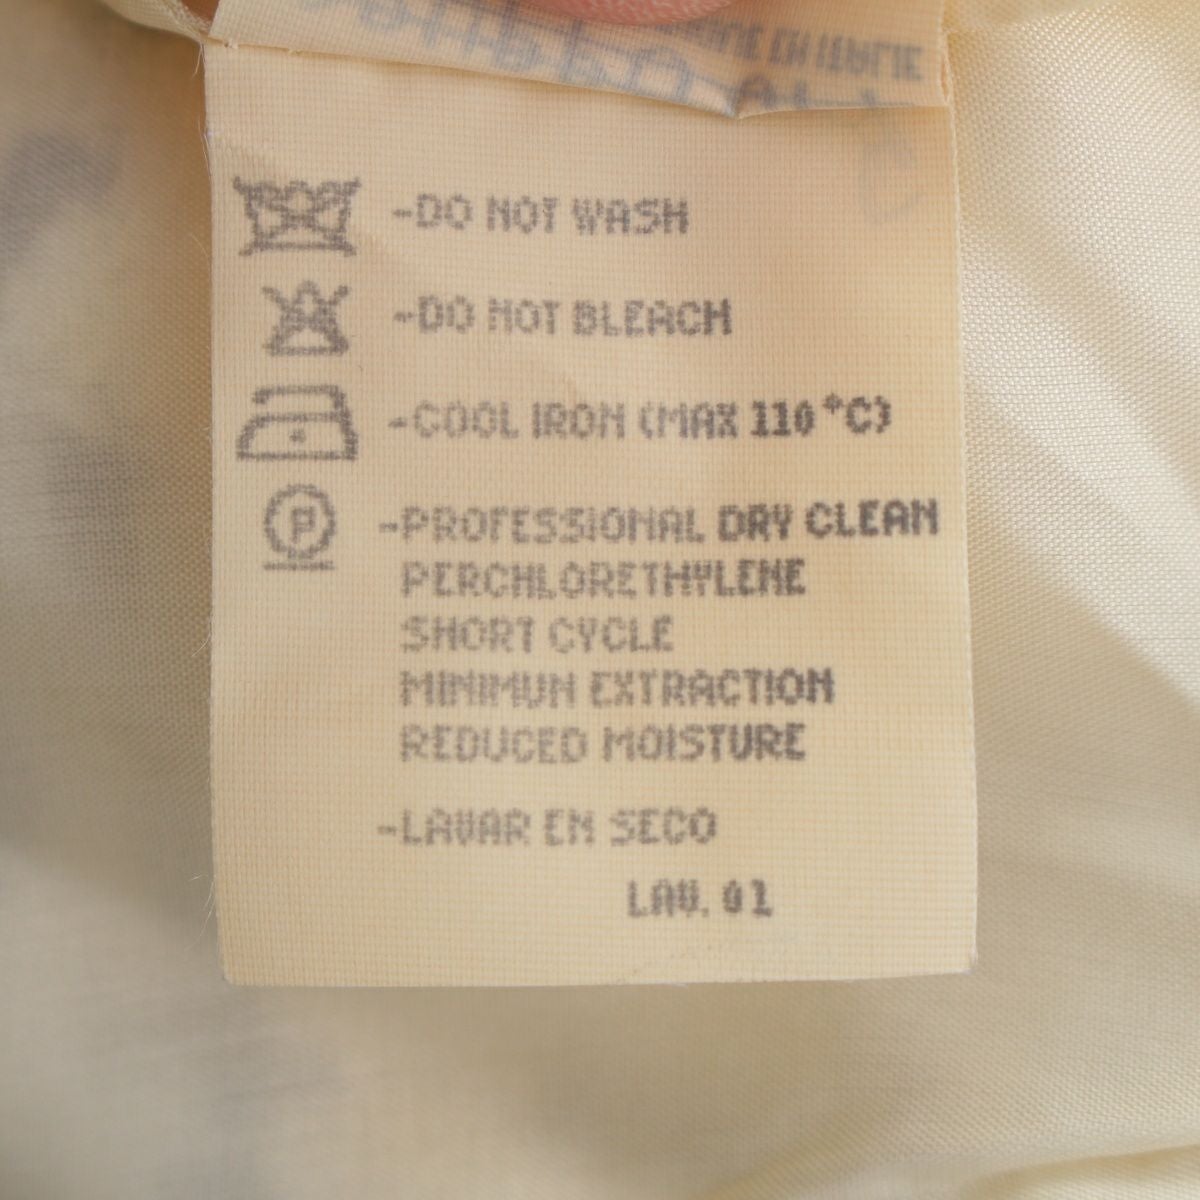 -DO NOT WASH
-DO NOT BLEACH
-COOL IRON (MAX 110°C)
P
-PROFESSIONAL DRY CLEAN
PERCHLORETHYLENE
SHORT CYCLE
MINIMUN EXTRACTION
REDUCED MOISTURE
-LAVAR EN SECO
LAV. 01